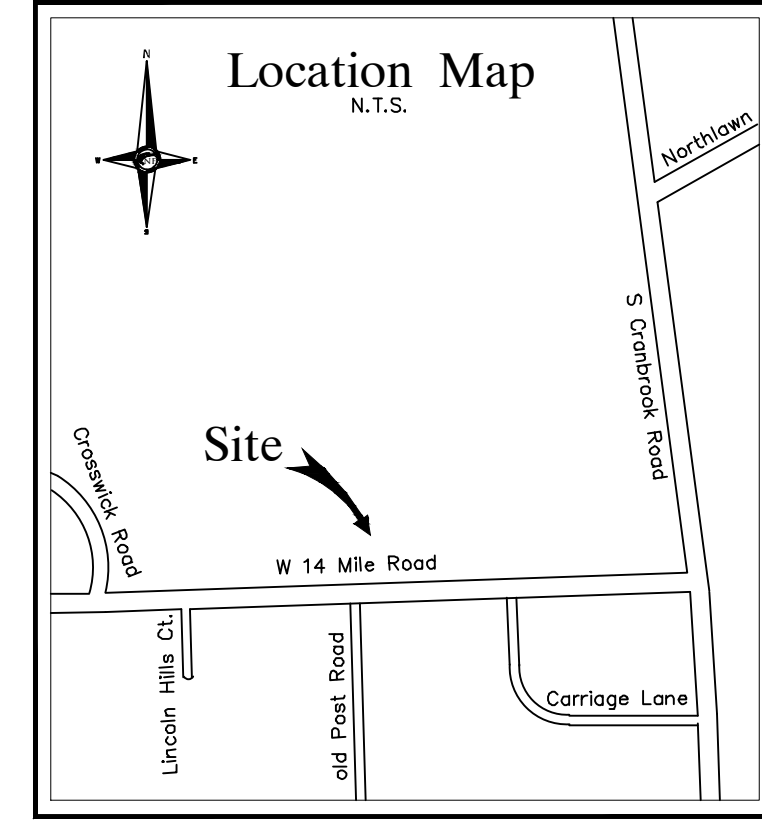 N
Location Map
N.T.S.
W
E
S
Northlawn
S Cranbrook Road
Site
Crosswick Road
W 14 Mile Road
Lincoln Hills Ct.
old Post Road
Carriage Lane